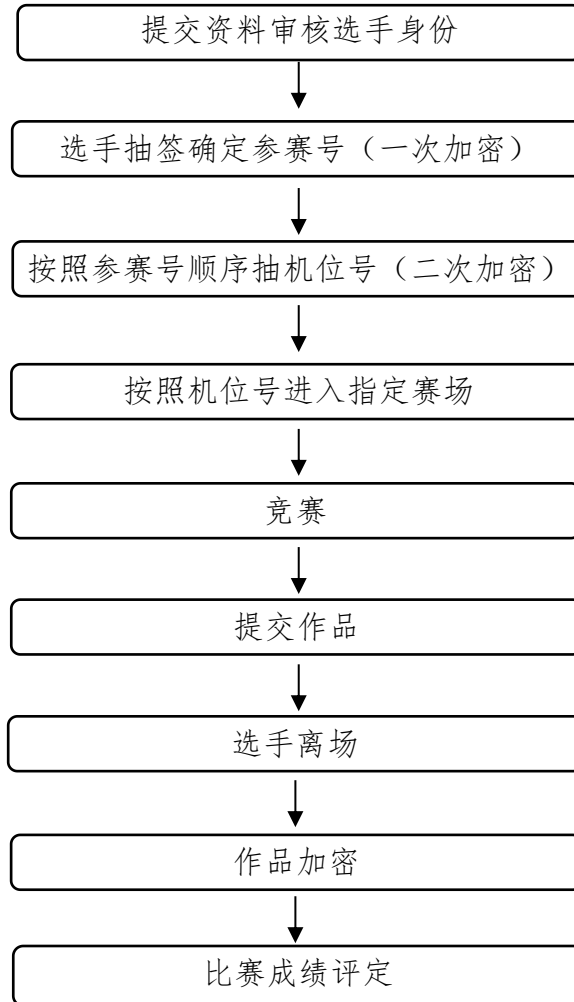 提交资料审核选手身份
选手抽签确定参赛号（一次加密）
按照参赛号顺序抽机位号（二次加密）
按照机位号进入指定赛场
竞赛
提交作品
选手离场
作品加密
比赛成绩评定